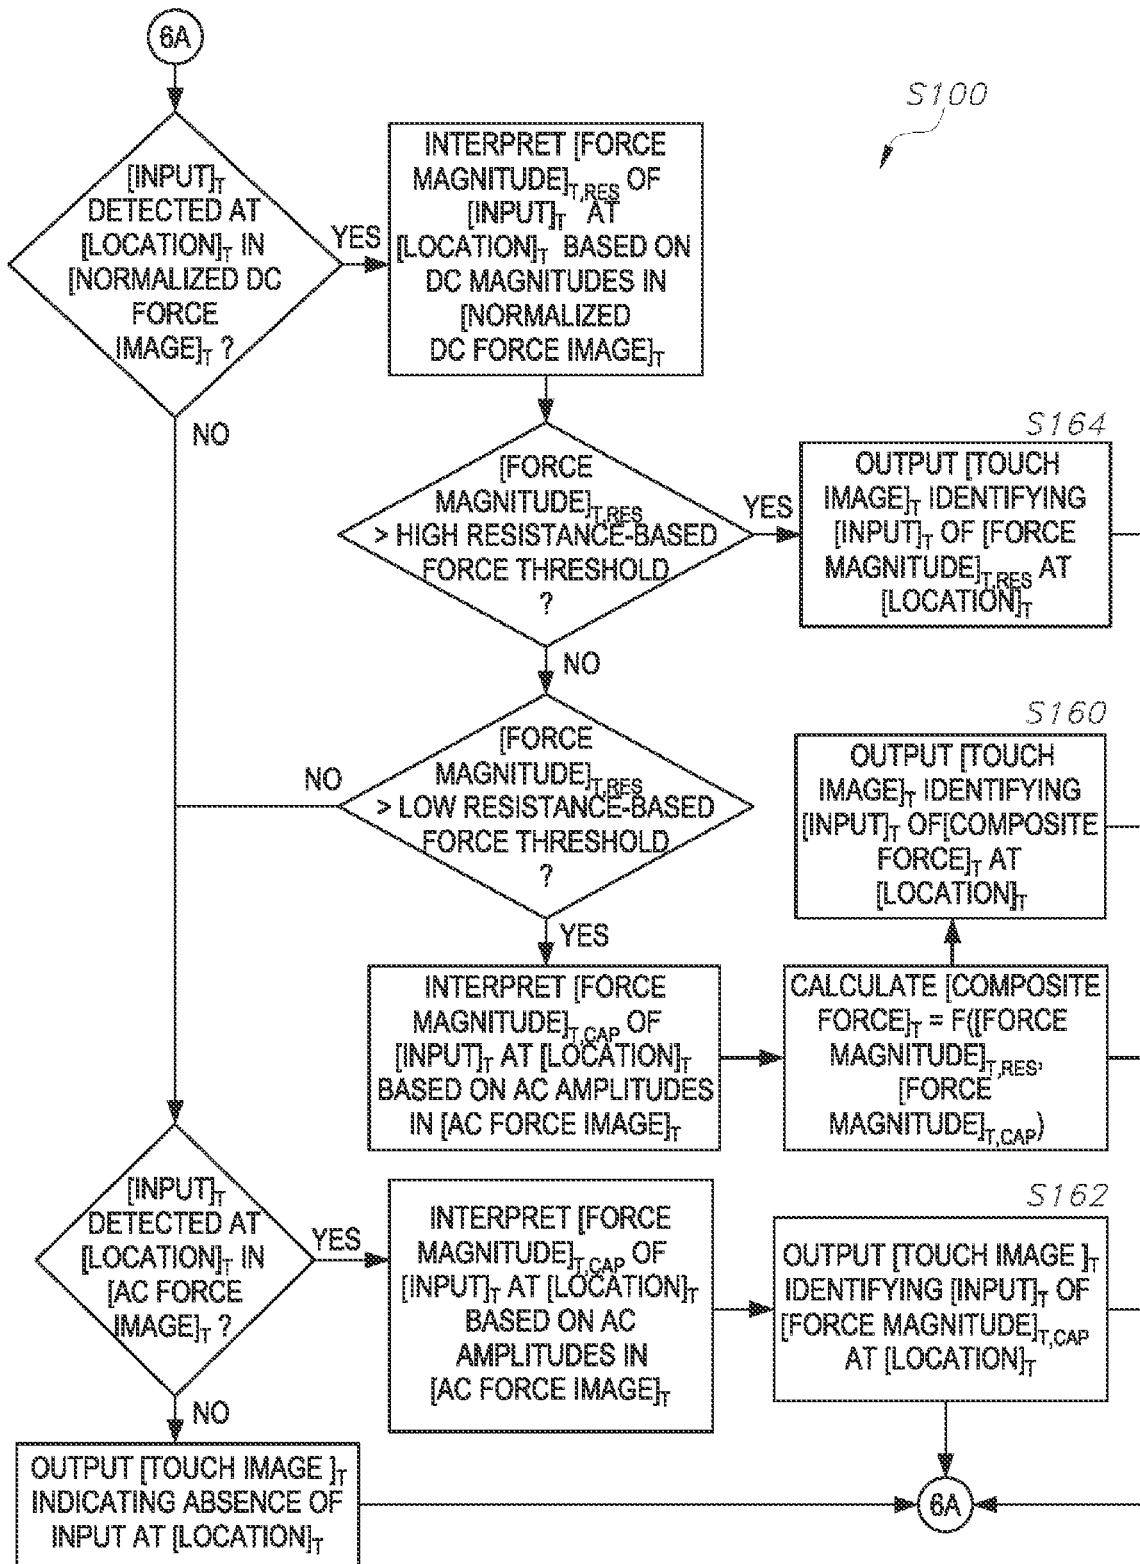 6A
S100
[INPUT]T
DETECTED AT
[LOCATION]T IN
[NORMALIZED DC
FORCE
IMAGE]T ?
YES
NO
INTERPRET [FORCE
MAGNITUDE]T,RES OF
[INPUT]T AT
[LOCATION]T BASED ON
DC MAGNITUDES IN
[NORMALIZED
DC FORCE IMAGE]T
[FORCE
MAGNITUDE]T,RES
> HIGH RESISTANCE-BASED
FORCE THRESHOLD
?
YES
NO
S164
OUTPUT [TOUCH
IMAGE]T IDENTIFYING
[INPUT]T OF [FORCE
MAGNITUDE]T,RES AT
[LOCATION]T
[FORCE
MAGNITUDE]T,RES
> LOW RESISTANCE-BASED
FORCE THRESHOLD
?
NO
YES
S160
OUTPUT [TOUCH
IMAGE]T IDENTIFYING
[INPUT]T OF[COMPOSITE
FORCE]T AT
[LOCATION]T
INTERPRET [FORCE
MAGNITUDE]T,CAP OF
[INPUT]T AT [LOCATION]T
BASED ON AC AMPLITUDES
IN [AC FORCE IMAGE]T
CALCULATE [COMPOSITE
FORCE]T = F([FORCE
MAGNITUDE]T,RES,
[FORCE
MAGNITUDE]T,CAP)
[INPUT]T
DETECTED AT
[LOCATION]T IN
[AC FORCE
IMAGE]T ?
YES
NO
INTERPRET [FORCE
MAGNITUDE]T,CAP OF
[INPUT]T AT [LOCATION]T
BASED ON AC
AMPLITUDES IN
[AC FORCE IMAGE]T
S162
OUTPUT [TOUCH IMAGE ]T
IDENTIFYING [INPUT]T OF
[FORCE MAGNITUDE]T,CAP
AT [LOCATION]T
OUTPUT [TOUCH IMAGE ]T
INDICATING ABSENCE OF
INPUT AT [LOCATION]T
6A